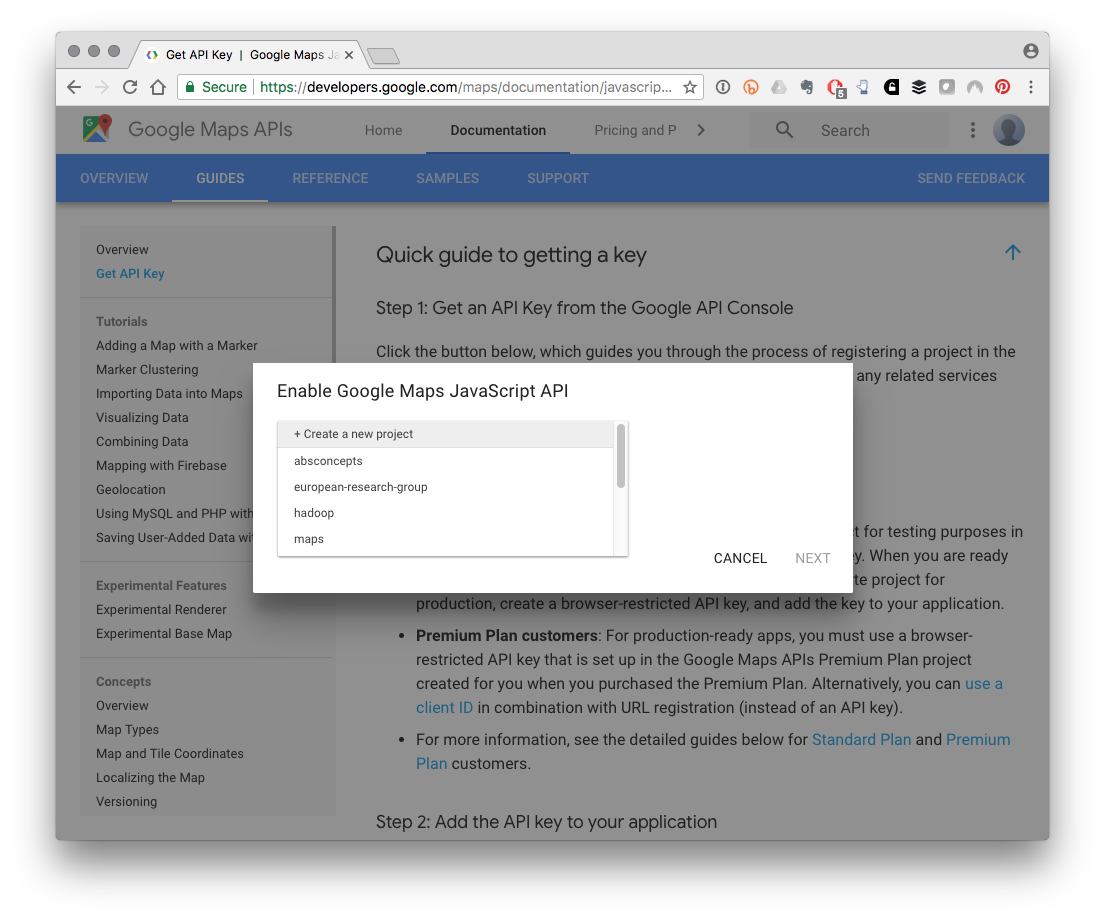 Get API Key | Google Maps Ja
Secure https://developers.google.com/maps/documentation/javascrip...
5
Google Maps APIs Home Documentation Pricing and P Search
OVERVIEW GUIDES REFERENCE SAMPLES SUPPORT SEND FEEDBACK
Overview
Get API Key
Tutorials
Adding a Map with a Marker
Marker Clustering
Importing Data into Maps
Visualizing Data
Combining Data
Mapping with Firebase
Geolocation
Using MySQL and PHP with
Saving User-Added Data wi
Experimental Features
Experimental Renderer
Experimental Base Map
Concepts
Overview
Map Types
Map and Tile Coordinates
Localizing the Map
Versioning
Quick guide to getting a key
Step 1: Get an API Key from the Google API Console
Click the button below, which guides you through the process of registering a project in the
any related services
Enable Google Maps JavaScript API
+ Create a new project
absconcepts
european-research-group
hadoop
maps
CANCEL NEXT
t for testing purposes in
y. When you are ready
te project for
production, create a browser-restricted API key, and add the key to your application.
• Premium Plan customers: For production-ready apps, you must use a browser-
restricted API key that is set up in the Google Maps APIs Premium Plan project
created for you when you purchased the Premium Plan. Alternatively, you can use a
client ID in combination with URL registration (instead of an API key).
• For more information, see the detailed guides below for Standard Plan and Premium
Plan customers.
Step 2: Add the API key to your application